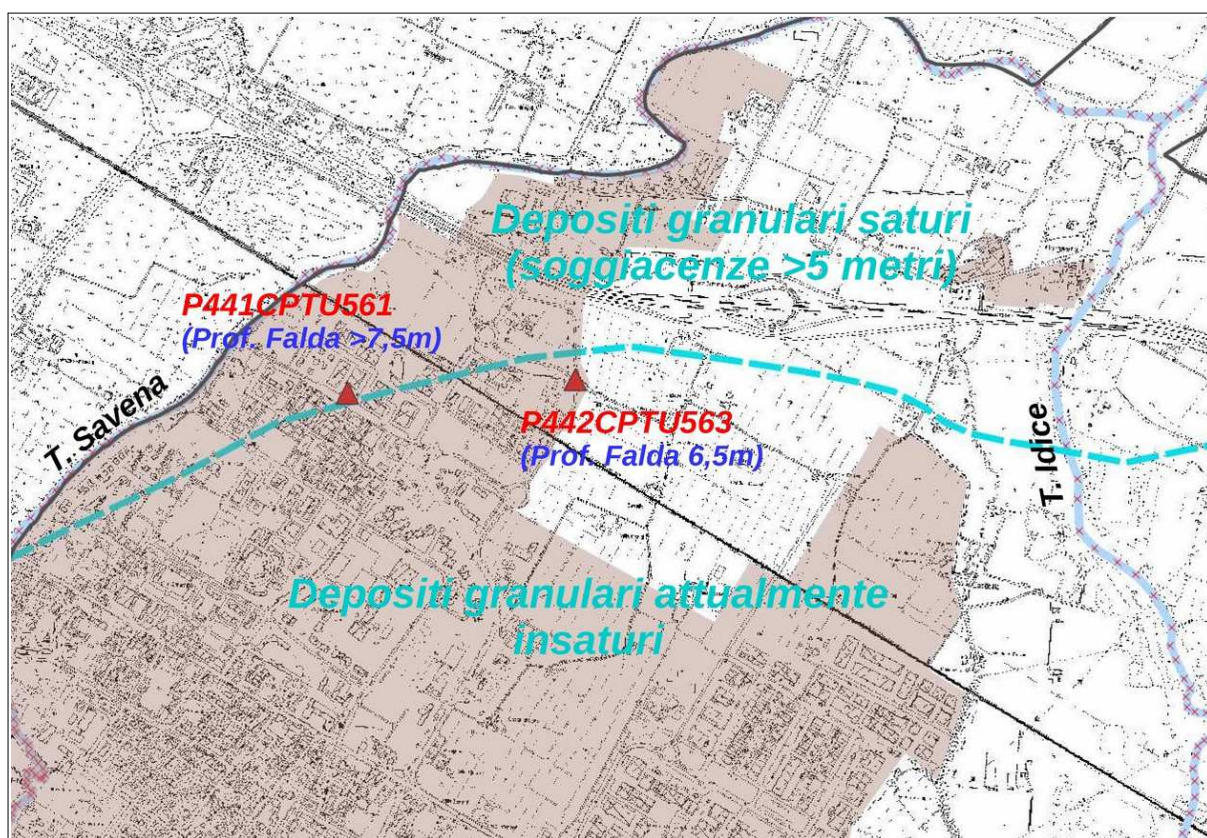 Depositi granulari saturi
(soggiacenze >5 metri)
P441CPTU561
(Prof. Falda >7,5m)
T. Savena
P442CPTU563
(Prof. Falda 6,5m)
T. Idice
Depositi granulari attualmente
insaturi